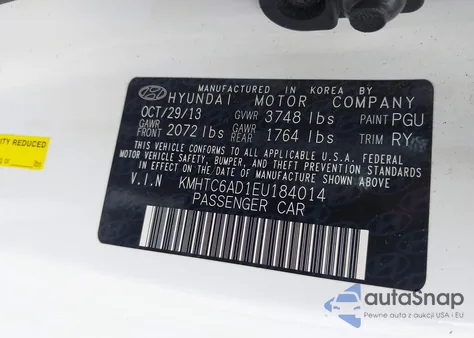 MANUFACTURED IN KOREA BY
HYUNDAI MOTOR COMPANY
OCT/29/13 GVWR 3748 lbs PAINT PGU
GAWR FRONT 2072 lbs GAWR REAR 1764 lbs TRIM RY
THIS VEHICLE CONFORMS TO ALL APPLICABLE U.S.A. FEDERAL
MOTOR VEHICLE SAFETY, BUMPER, AND THEFT PREVENTION
STANDARDS IN EFFECT ON THE DATE OF MANUFACTURE SHOWN ABOVE.
V.I.N KMHTC6AD1EU184014
PASSENGER CAR
ITY REDUCED
autoSnap
Pewne auta z aukcji USA i EU